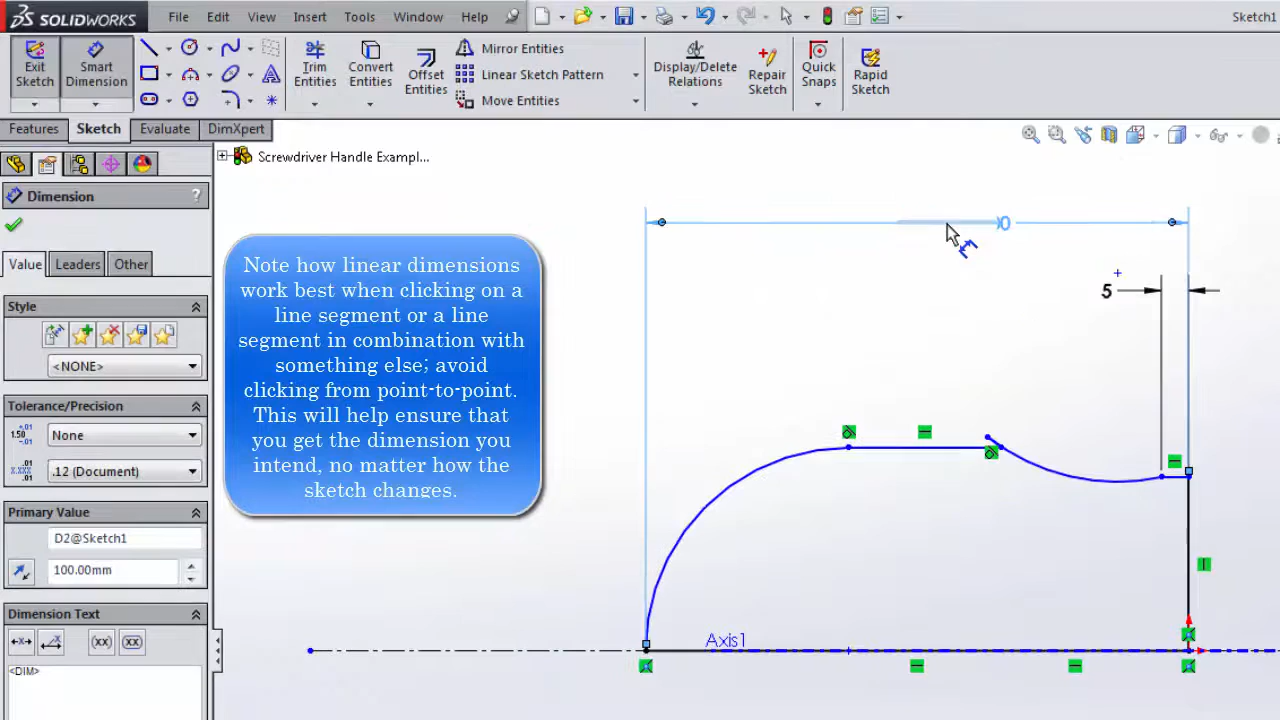 SOLIDWORKS File Edit View Insert Tools Window Help Sketch1
Exit Sketch
Smart Dimension
Trim Entities
Convert Entities
Offset Entities
Mirror Entities
Linear Sketch Pattern
Move Entities
Display/Delete Relations
Repair Sketch
Quick Snaps
Rapid Sketch
Features Sketch Evaluate DimXpert
Screwdriver Handle Exampl...
Dimension ?
Value Leaders Other
Style
<NONE>
Tolerance/Precision
None
.12 (Document)
Primary Value
D2@Sketch1
100.00mm
Dimension Text
<DIM>
Note how linear dimensions
work best when clicking on a
line segment or a line
segment in combination with
something else; avoid
clicking from point-to-point.
This will help ensure that
you get the dimension you
intend, no matter how the
sketch changes.
5
Axis1